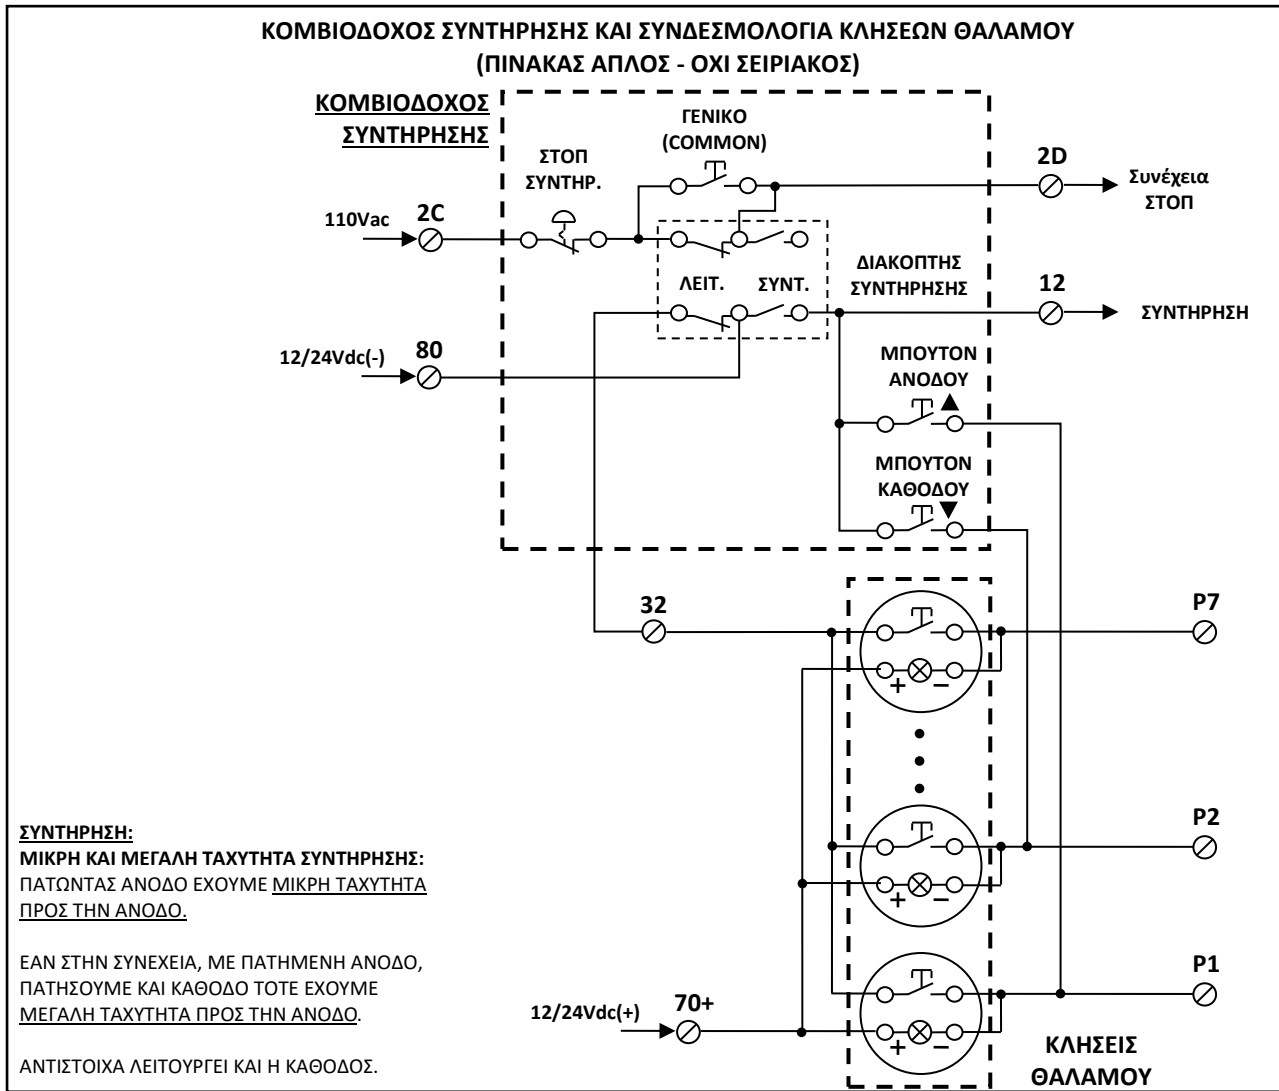 ΚΟΜΒΙΟΔΟΧΟΣ ΣΥΝΤΗΡΗΣΗΣ ΚΑΙ ΣΥΝΔΕΣΜΟΛΟΓΙΑ ΚΛΗΣΕΩΝ ΘΑΛΑΜΟΥ
(ΠΙΝΑΚΑΣ ΑΠΛΟΣ - ΟΧΙ ΣΕΙΡΙΑΚΟΣ)
ΚΟΜΒΙΟΔΟΧΟΣ
ΣΥΝΤΗΡΗΣΗΣ
ΓΕΝΙΚΟ
(COMMON)
ΣΤΟΠ
ΣΥΝΤΗΡ.
2D
Συνέχεια
ΣΤΟΠ
110Vac
2C
ΛΕΙΤ.
ΣΥΝΤ.
ΔΙΑΚΟΠΤΗΣ
ΣΥΝΤΗΡΗΣΗΣ
12
ΣΥΝΤΗΡΗΣΗ
12/24Vdc(-)
80
ΜΠΟΥΤΟΝ
ΑΝΟΔΟΥ
ΜΠΟΥΤΟΝ
ΚΑΘΟΔΟΥ
32
P7
+ −
P2
+ −
P1
+ −
12/24Vdc(+)
70+
ΚΛΗΣΕΙΣ
ΘΑΛΑΜΟΥ
ΣΥΝΤΗΡΗΣΗ:
ΜΙΚΡΗ ΚΑΙ ΜΕΓΑΛΗ ΤΑΧΥΤΗΤΑ ΣΥΝΤΗΡΗΣΗΣ:
ΠΑΤΩΝΤΑΣ ΑΝΟΔΟ ΕΧΟΥΜΕ ΜΙΚΡΗ ΤΑΧΥΤΗΤΑ
ΠΡΟΣ ΤΗΝ ΑΝΟΔΟ.
ΕΑΝ ΣΤΗΝ ΣΥΝΕΧΕΙΑ, ΜΕ ΠΑΤΗΜΕΝΗ ΑΝΟΔΟ,
ΠΑΤΗΣΟΥΜΕ ΚΑΙ ΚΑΘΟΔΟ ΤΟΤΕ ΕΧΟΥΜΕ
ΜΕΓΑΛΗ ΤΑΧΥΤΗΤΑ ΠΡΟΣ ΤΗΝ ΑΝΟΔΟ.
ΑΝΤΙΣΤΟΙΧΑ ΛΕΙΤΟΥΡΓΕΙ ΚΑΙ Η ΚΑΘΟΔΟΣ.